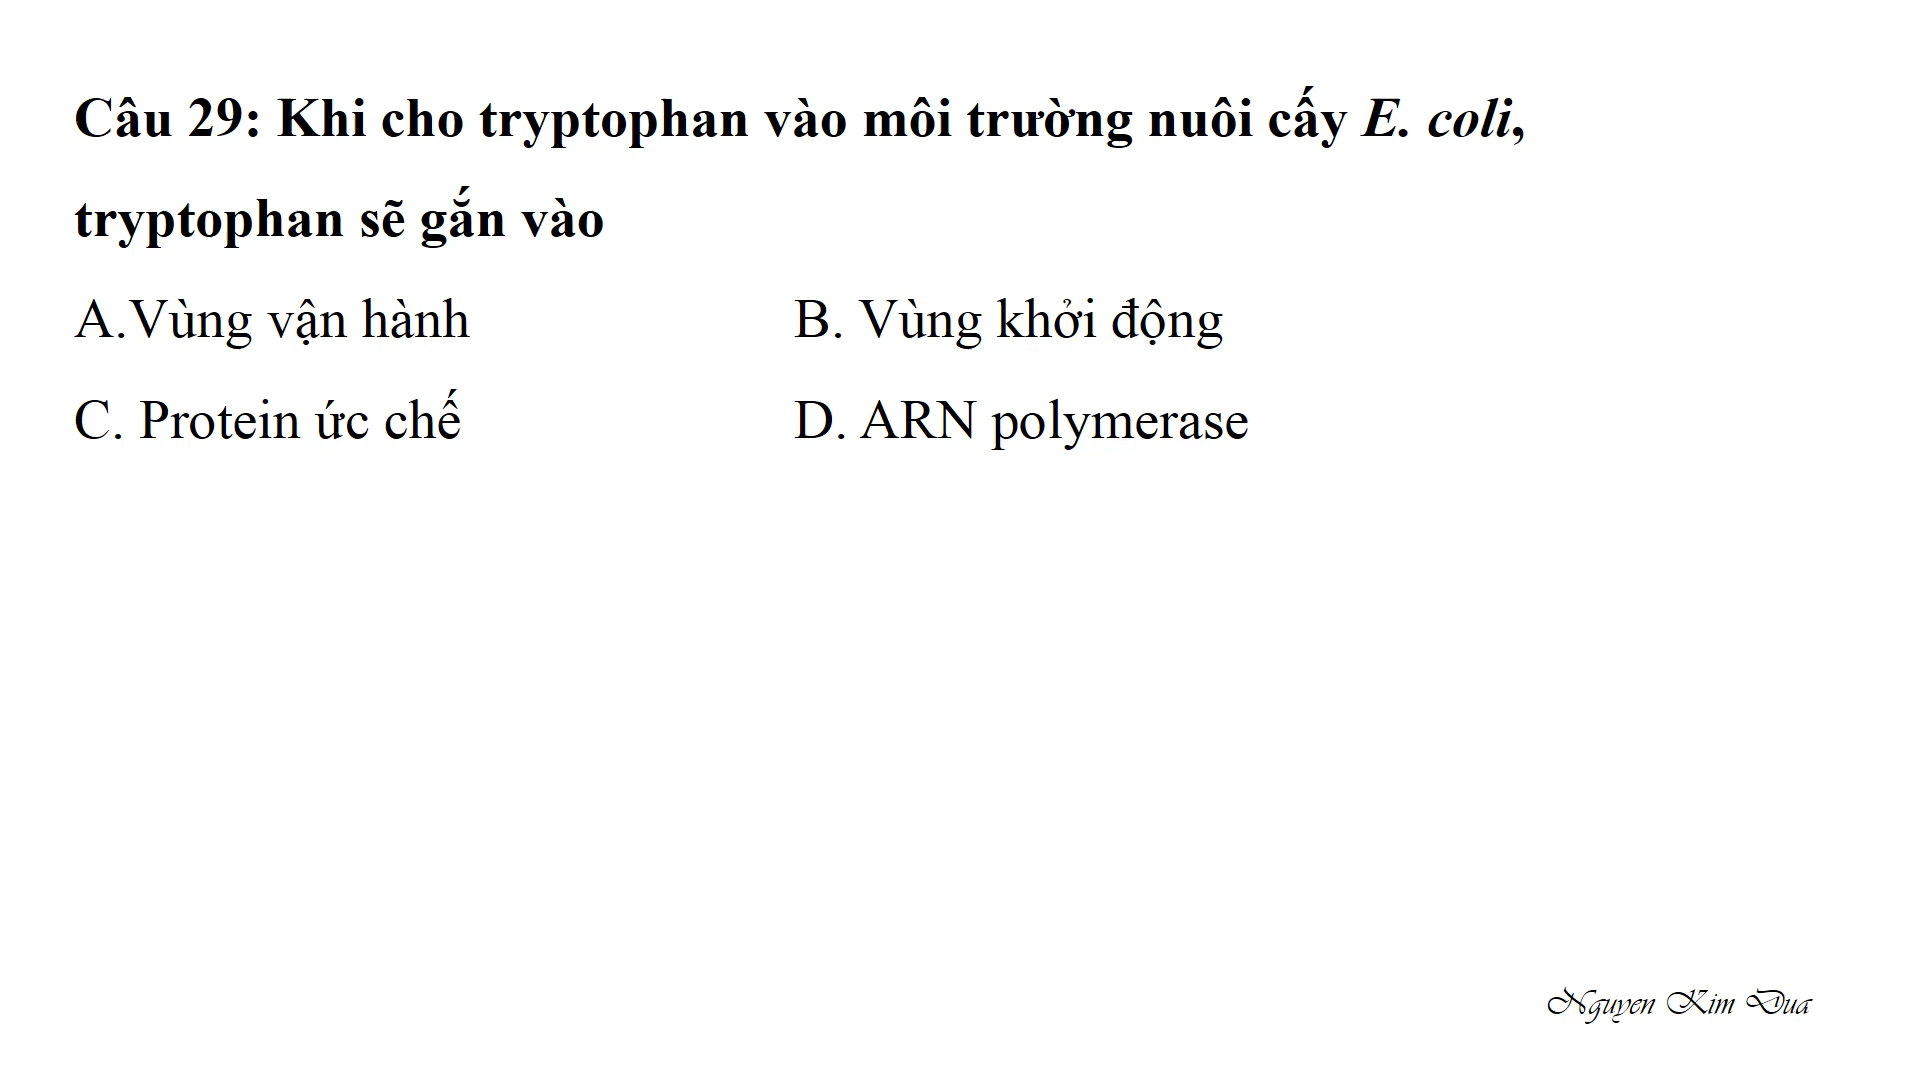 Câu 29: Khi cho tryptophan vào môi trường nuôi cấy E. coli,
tryptophan sẽ gắn vào
A.Vùng vận hành B. Vùng khởi động
C. Protein ức chế D. ARN polymerase
Nguyen Kim Dua